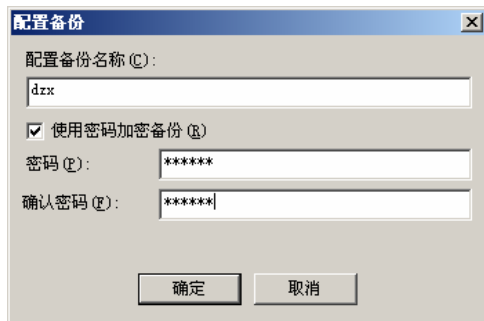 配置备份
配置备份名称(C):
dzx
使用密码加密备份(R)
密码(P): ******
确认密码(F): ******
确定 取消